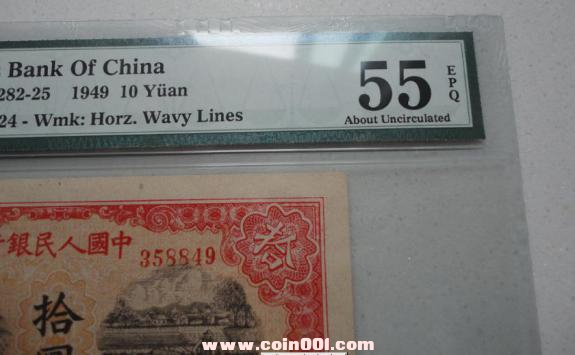 Bank Of China
282-25 1949 10 Yüan
24 - Wmk: Horz. Wavy Lines
55
EPQ
About Uncirculated
行銀民人國中
358849
拾
www.coin001.com